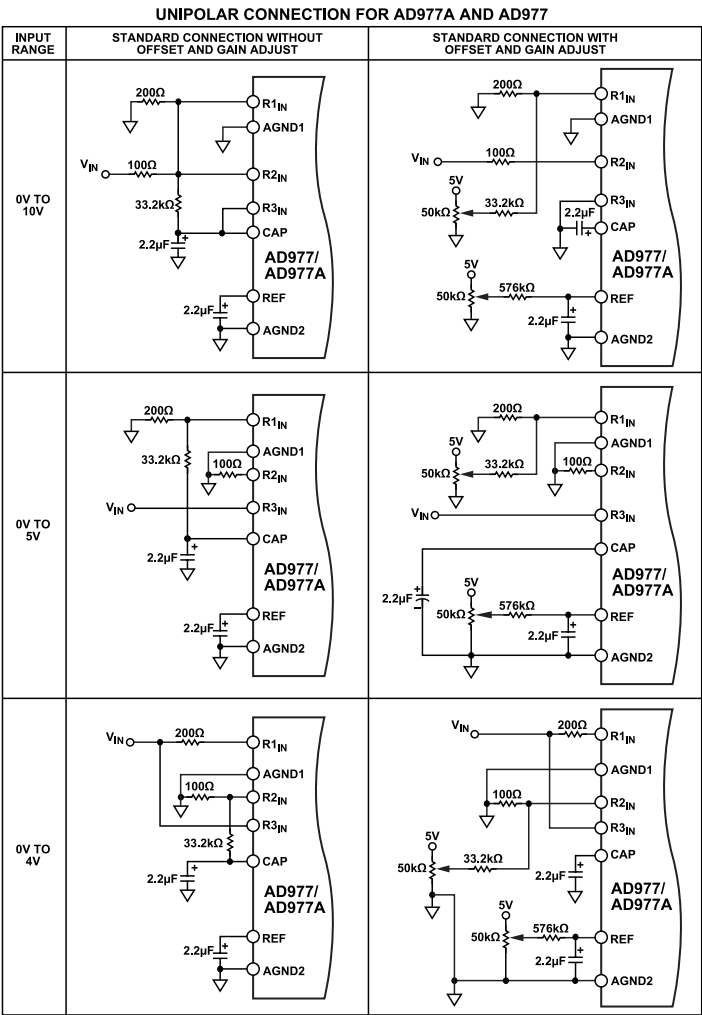 UNIPOLAR CONNECTION FOR AD977A AND AD977
INPUT
RANGE
STANDARD CONNECTION WITHOUT
OFFSET AND GAIN ADJUST
STANDARD CONNECTION WITH
OFFSET AND GAIN ADJUST
0V TO
10V
200Ω
R1IN
AGND1
VIN
100Ω
R2IN
33.2kΩ
R3IN
CAP
2.2µF
+
AD977/
AD977A
REF
2.2µF
+
AGND2
200Ω
R1IN
AGND1
VIN
100Ω
R2IN
5V
R3IN
50kΩ
33.2kΩ
2.2µF
+
CAP
AD977/
AD977A
5V
50kΩ
576kΩ
REF
2.2µF
+
AGND2
0V TO
5V
200Ω
R1IN
33.2kΩ
AGND1
100Ω
R2IN
VIN
R3IN
CAP
2.2µF
+
AD977/
AD977A
REF
2.2µF
+
AGND2
200Ω
R1IN
5V
AGND1
50kΩ
33.2kΩ
100Ω
R2IN
VIN
R3IN
CAP
AD977/
AD977A
2.2µF
+
–
5V
50kΩ
576kΩ
REF
2.2µF
+
AGND2
0V TO
4V
VIN
200Ω
R1IN
AGND1
100Ω
R2IN
R3IN
33.2kΩ
CAP
2.2µF
+
AD977/
AD977A
REF
2.2µF
+
AGND2
VIN
200Ω
R1IN
AGND1
100Ω
R2IN
R3IN
5V
50kΩ
33.2kΩ
CAP
2.2µF
+
AD977/
AD977A
5V
50kΩ
576kΩ
REF
2.2µF
+
AGND2